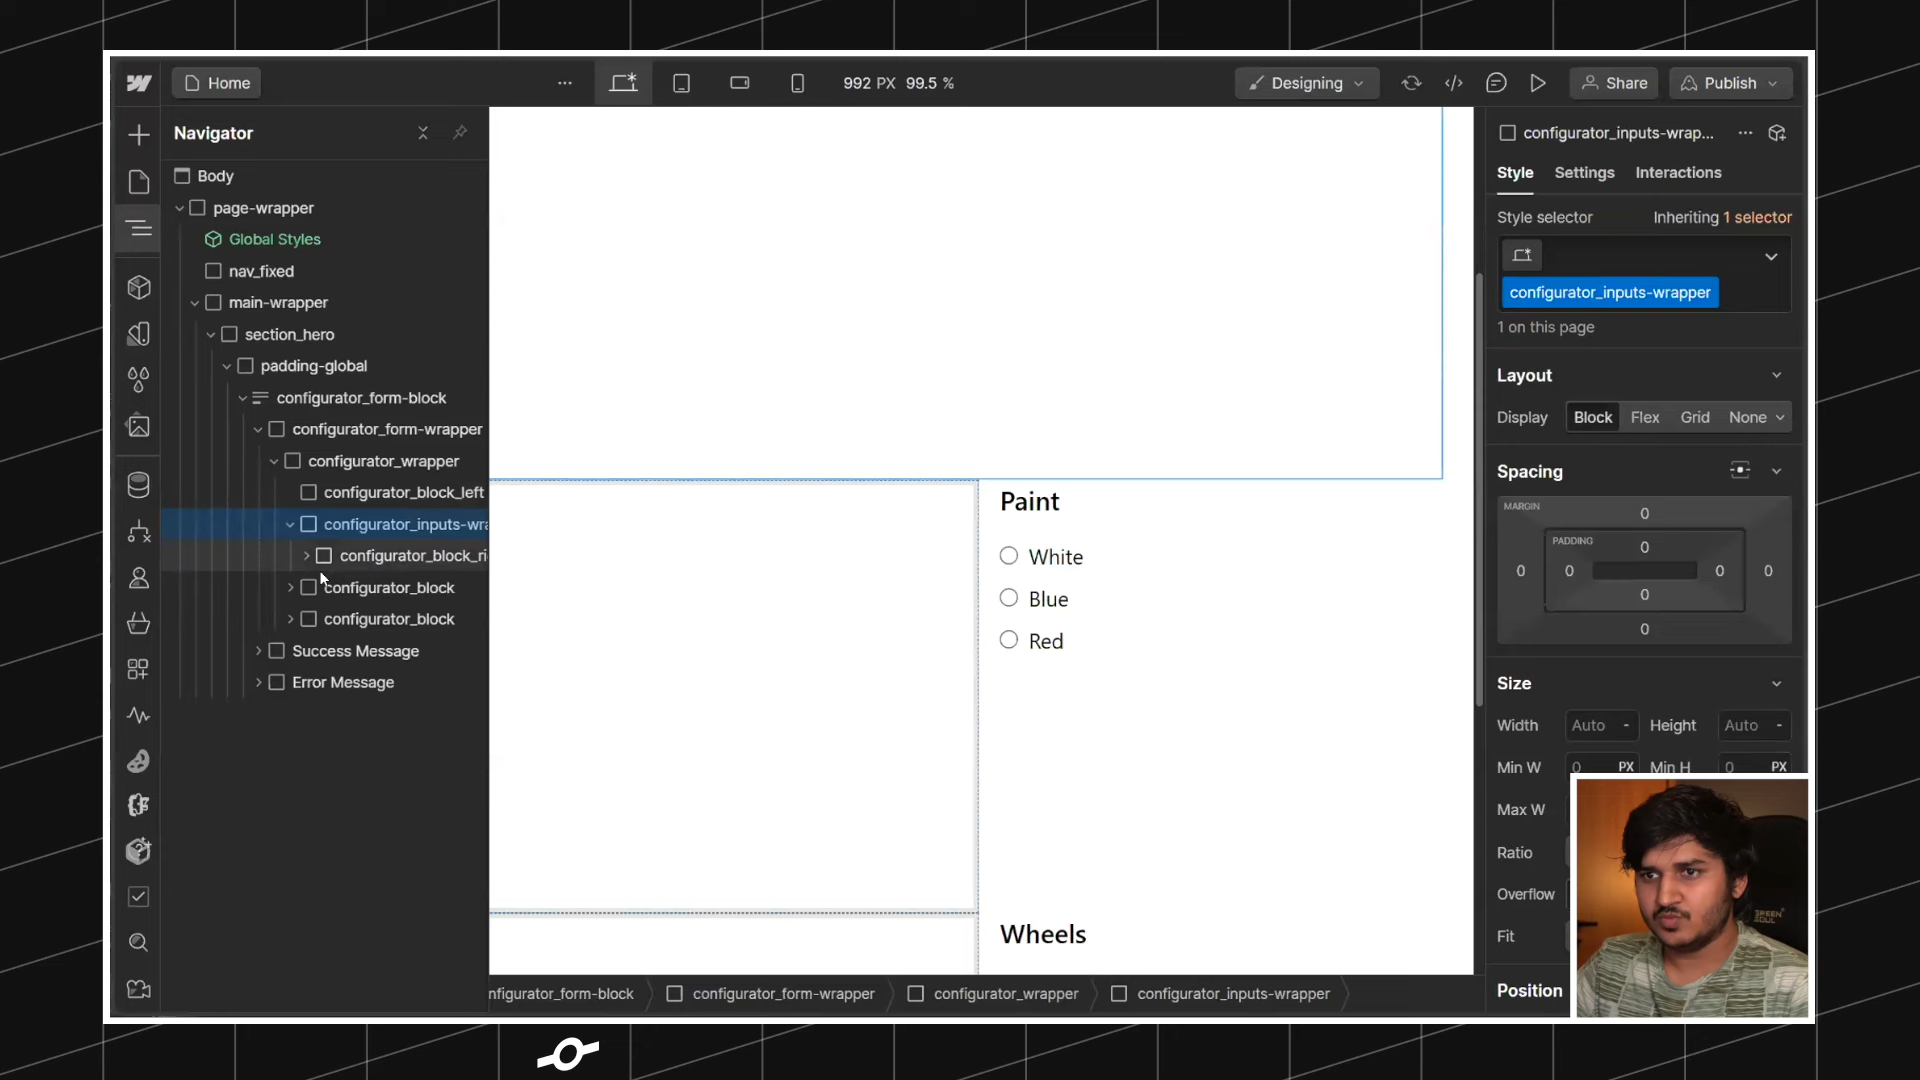 Home
992 PX 99.5 %
Designing
Share
Publish
Navigator
Body
page-wrapper
Global Styles
nav_fixed
main-wrapper
section_hero
padding-global
configurator_form-block
configurator_form-wrapper
configurator_wrapper
configurator_block_left
configurator_inputs-wra
configurator_block_ri
configurator_block
configurator_block
Success Message
Error Message
Paint
White
Blue
Red
Wheels
nfigurator_form-block
configurator_form-wrapper
configurator_wrapper
configurator_inputs-wrapper
configurator_inputs-wrap...
Style Settings Interactions
Style selector Inheriting 1 selector
configurator_inputs-wrapper
1 on this page
Layout
Display Block Flex Grid None
Spacing
MARGIN
0
PADDING
0
0 0 0 0
0
0
Size
Width Auto - Height Auto -
Min W 0 PX Min H 0 PX
Max W
Ratio
Overflow
Fit
Position
GREEN
SOUL